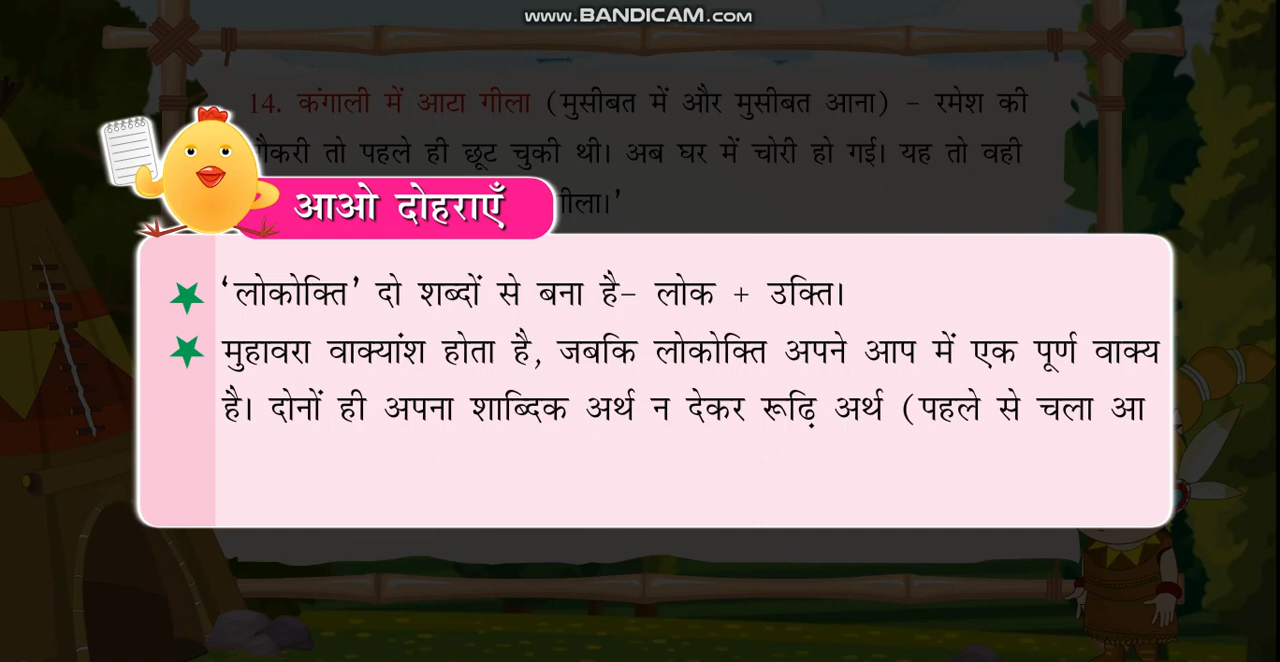 www.BANDICAM.com
14. कंगाली में आटा गीला (मुसीबत में और मुसीबत आना) – रमेश की
नौकरी तो पहले ही छूट चुकी थी। अब घर में चोरी हो गई। यह तो वही
गीला।’
आओ दोहराएँ
‘लोकोक्ति’ दो शब्दों से बना है– लोक + उक्ति।
मुहावरा वाक्यांश होता है, जबकि लोकोक्ति अपने आप में एक पूर्ण वाक्य
है। दोनों ही अपना शाब्दिक अर्थ न देकर रूढ़ि अर्थ (पहले से चला आ